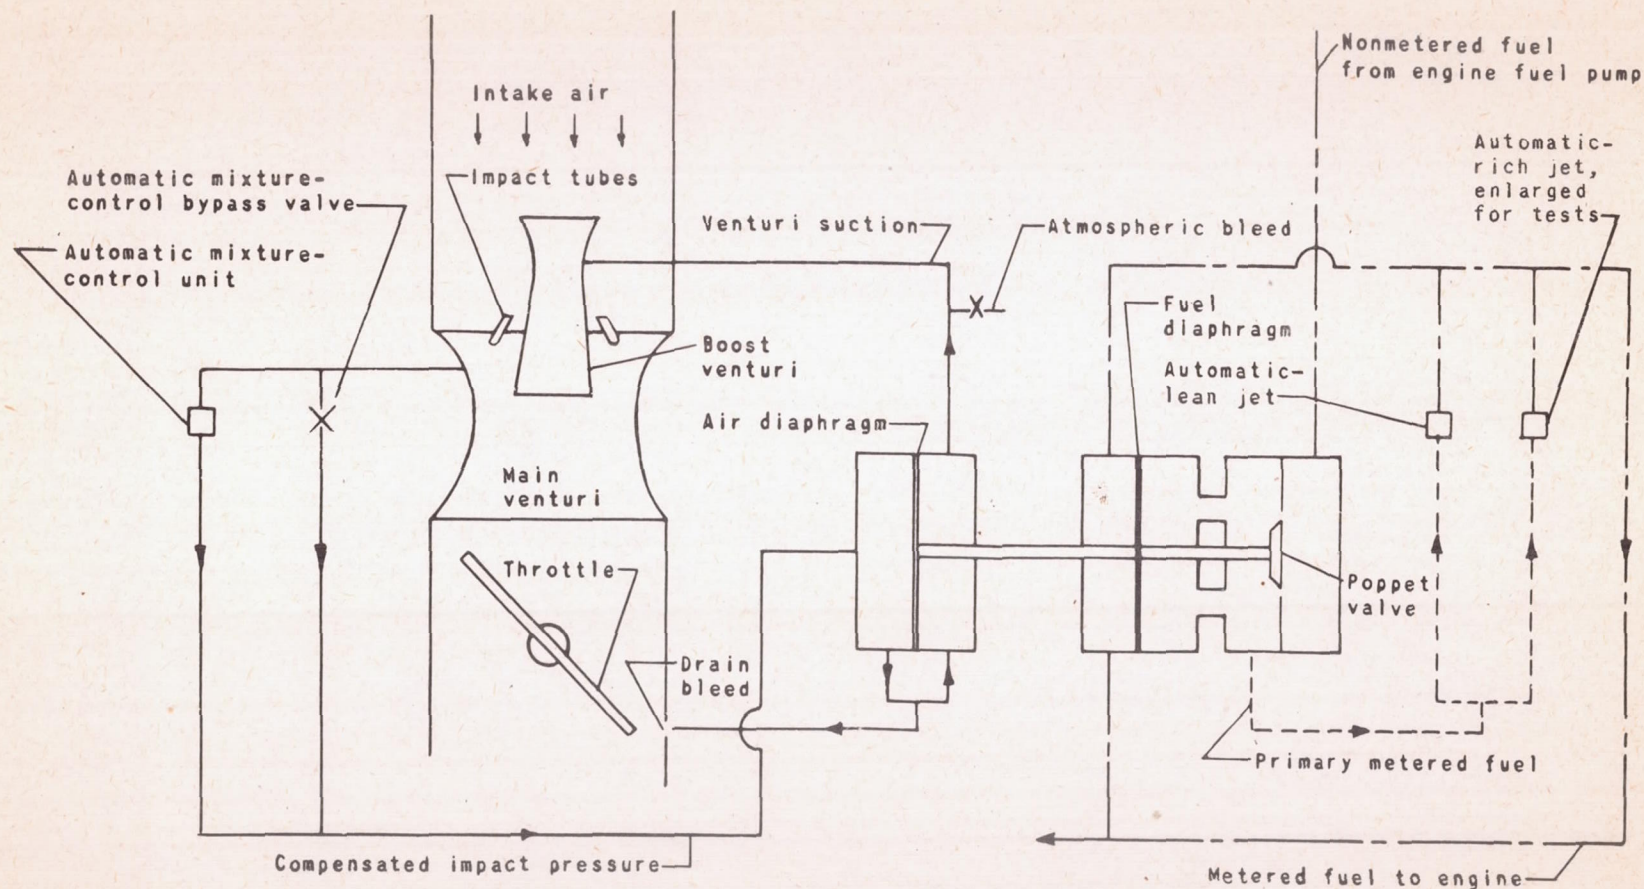 Nonmetered fuel
from engine fuel pump
Intake air
Automatic-
rich jet,
enlarged
for tests
Automatic mixture-
control bypass valve
Impact tubes
Venturi suction
Atmospheric bleed
Automatic mixture-
control unit
Fuel
diaphragm
Boost
venturi
Automatic-
lean jet
Air diaphragm
Main
venturi
Throttle
Poppet
valve
Drain
bleed
Primary metered fuel
Compensated impact pressure
Metered fuel to engine